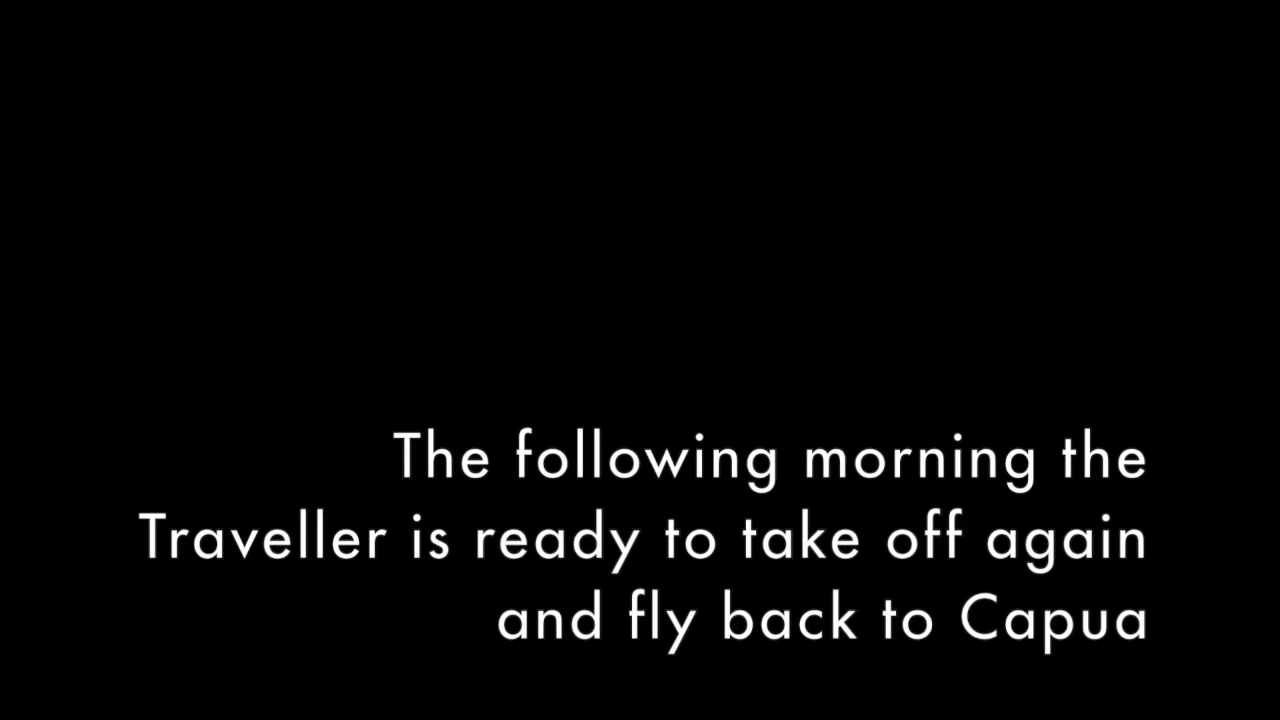 The following morning the
Traveller is ready to take off again
and fly back to Capua